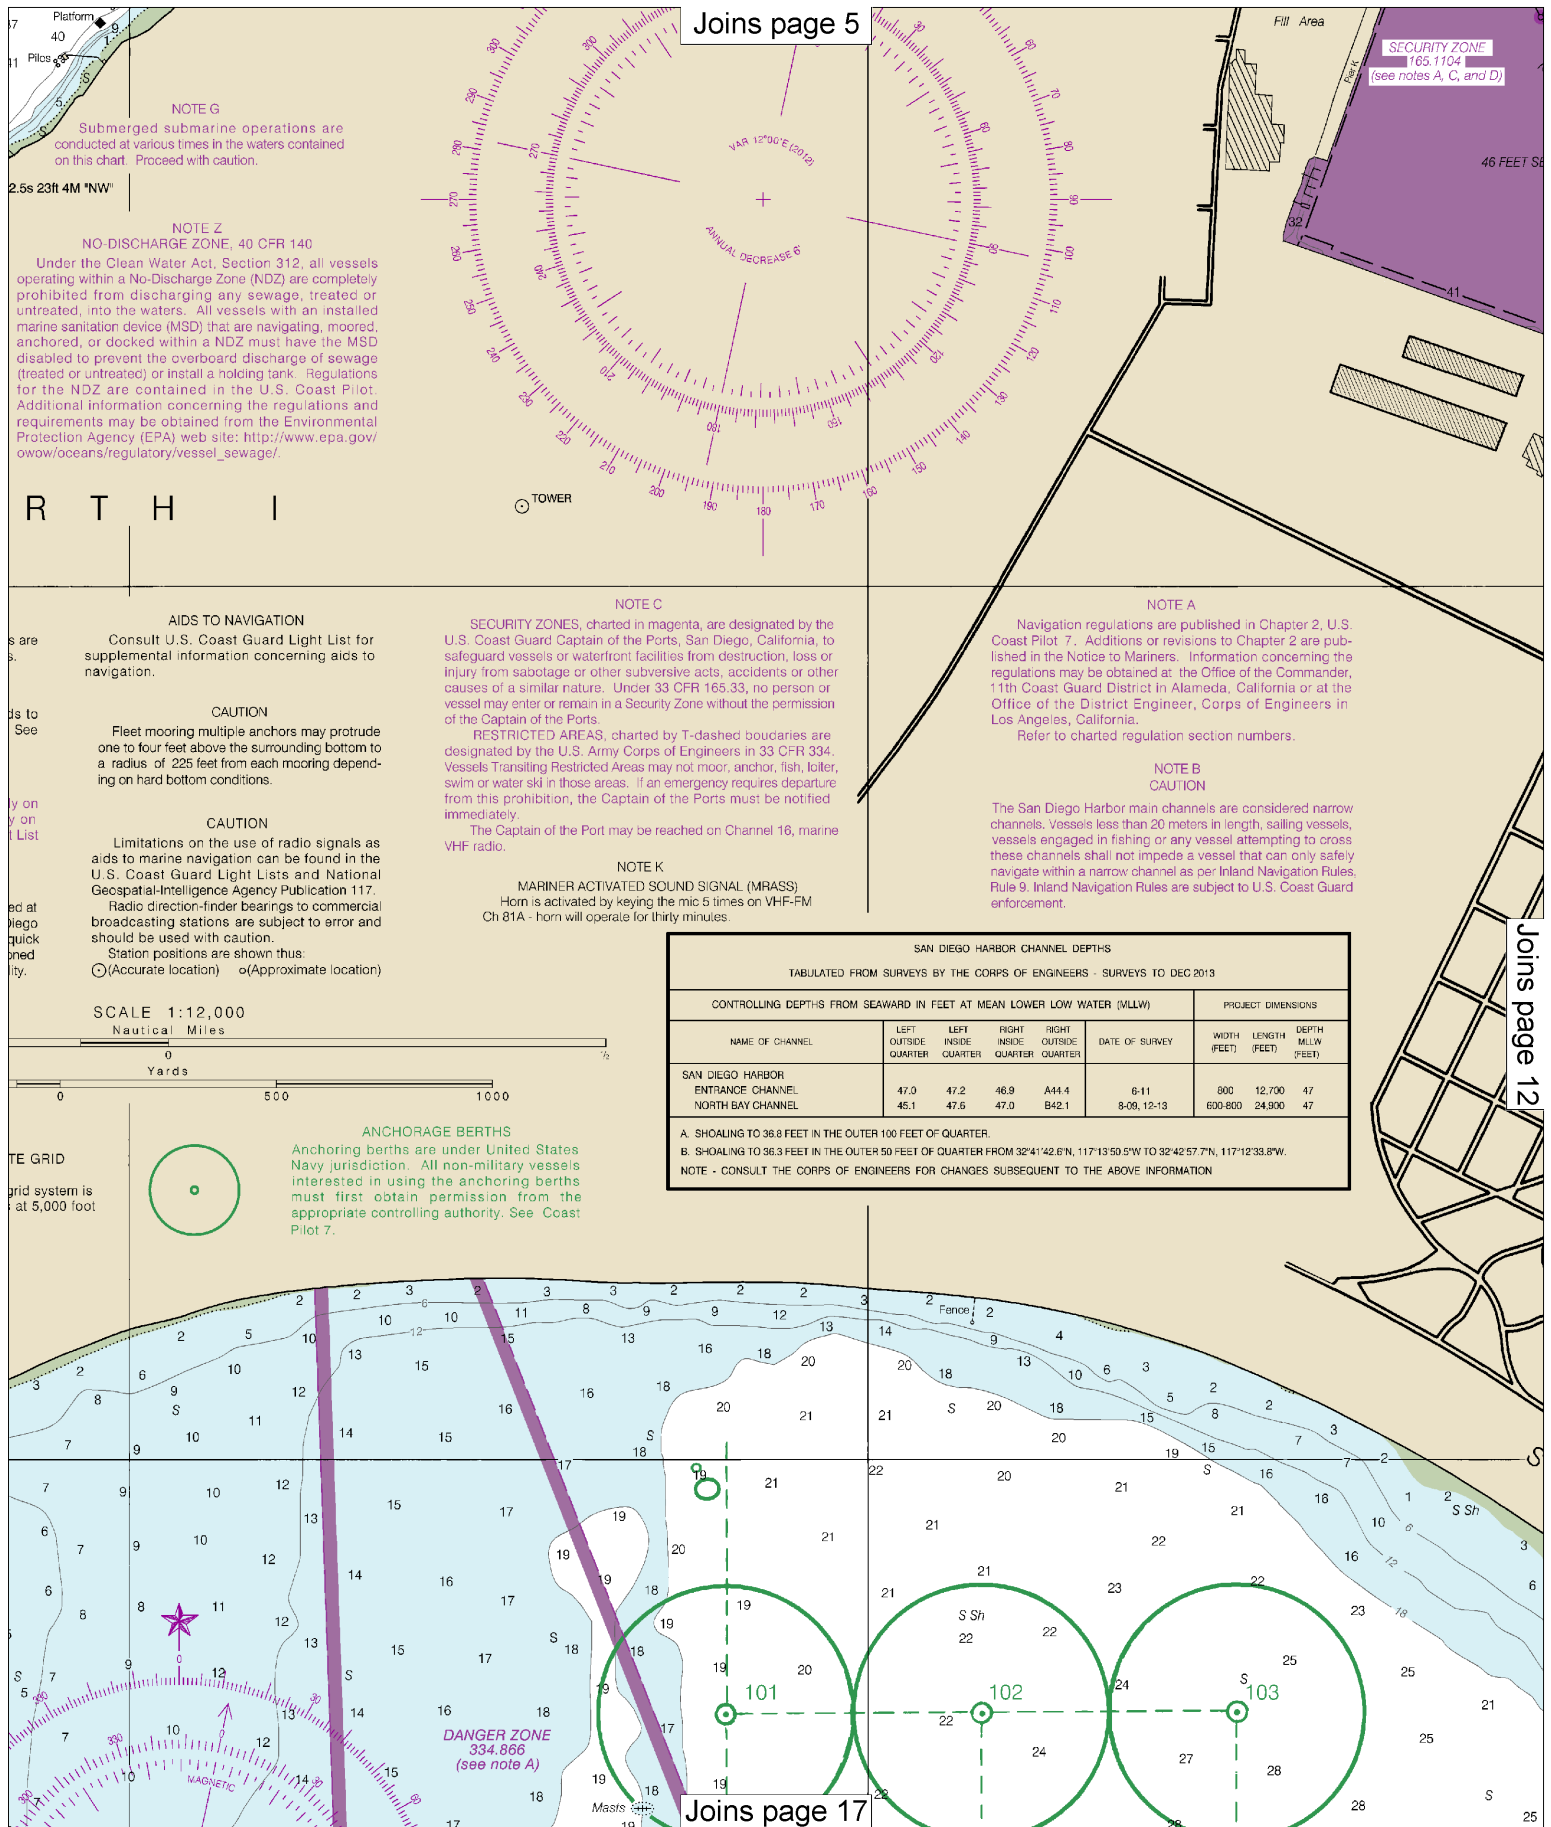 Joins page 5
Platform
Piles
Fill Area
Pier K
SECURITY ZONE
165.1104
(see notes A, C, and D)
46 FEET SE
NOTE G
Submerged submarine operations are
conducted at various times in the waters contained
on this chart. Proceed with caution.
2.5s 23ft 4M "NW"
NOTE Z
NO-DISCHARGE ZONE, 40 CFR 140
Under the Clean Water Act, Section 312, all vessels
operating within a No-Discharge Zone (NDZ) are completely
prohibited from discharging any sewage, treated or
untreated, into the waters. All vessels with an installed
marine sanitation device (MSD) that are navigating, moored,
anchored, or docked within a NDZ must have the MSD
disabled to prevent the overboard discharge of sewage
(treated or untreated) or install a holding tank. Regulations
for the NDZ are contained in the U.S. Coast Pilot.
Additional information concerning the regulations and
requirements may be obtained from the Environmental
Protection Agency (EPA) web site: http://www.epa.gov/
owow/oceans/regulatory/vessel_sewage/.
VAR 12°00'E (2012)
ANNUAL DECREASE 6'
R T H I
TOWER
AIDS TO NAVIGATION
Consult U.S. Coast Guard Light List for
supplemental information concerning aids to
navigation.
CAUTION
Fleet mooring multiple anchors may protrude
one to four feet above the surrounding bottom to
a radius of 225 feet from each mooring depend-
ing on hard bottom conditions.
CAUTION
Limitations on the use of radio signals as
aids to marine navigation can be found in the
U.S. Coast Guard Light Lists and National
Geospatial-Intelligence Agency Publication 117.
Radio direction-finder bearings to commercial
broadcasting stations are subject to error and
should be used with caution.
Station positions are shown thus:
(Accurate location) o(Approximate location)
NOTE C
SECURITY ZONES, charted in magenta, are designated by the
U.S. Coast Guard Captain of the Ports, San Diego, California, to
safeguard vessels or waterfront facilities from destruction, loss or
injury from sabotage or other subversive acts, accidents or other
causes of a similar nature. Under 33 CFR 165.33, no person or
vessel may enter or remain in a Security Zone without the permission
of the Captain of the Ports.
RESTRICTED AREAS, charted by T-dashed boudaries are
designated by the U.S. Army Corps of Engineers in 33 CFR 334.
Vessels Transiting Restricted Areas may not moor, anchor, fish, loiter,
swim or water ski in those areas. If an emergency requires departure
from this prohibition, the Captain of the Ports must be notified
immediately.
The Captain of the Port may be reached on Channel 16, marine
VHF radio.
NOTE K
MARINER ACTIVATED SOUND SIGNAL (MRASS)
Horn is activated by keying the mic 5 times on VHF-FM
Ch 81A - horn will operate for thirty minutes.
NOTE A
Navigation regulations are published in Chapter 2, U.S.
Coast Pilot 7. Additions or revisions to Chapter 2 are pub-
lished in the Notice to Mariners. Information concerning the
regulations may be obtained at the Office of the Commander,
11th Coast Guard District in Alameda, California or at the
Office of the District Engineer, Corps of Engineers in
Los Angeles, California.
Refer to charted regulation section numbers.
NOTE B
CAUTION
The San Diego Harbor main channels are considered narrow
channels. Vessels less than 20 meters in length, sailing vessels,
vessels engaged in fishing or any vessel attempting to cross
these channels shall not impede a vessel that can only safely
navigate within a narrow channel as per Inland Navigation Rules,
Rule 9. Inland Navigation Rules are subject to U.S. Coast Guard
enforcement.
s are
s.
ds to
See
ly on
y on
t List
ed at
Diego
quick
oned
lity.
SCALE 1:12,000
Nautical Miles
0 1/2
Yards
0 500 1000
TE GRID
grid system is
at 5,000 foot
ANCHORAGE BERTHS
Anchoring berths are under United States
Navy jurisdiction. All non-military vessels
interested in using the anchoring berths
must first obtain permission from the
appropriate controlling authority. See Coast
Pilot 7.
SAN DIEGO HARBOR CHANNEL DEPTHS
TABULATED FROM SURVEYS BY THE CORPS OF ENGINEERS - SURVEYS TO DEC 2013
CONTROLLING DEPTHS FROM SEAWARD IN FEET AT MEAN LOWER LOW WATER (MLLW) PROJECT DIMENSIONS
NAME OF CHANNEL LEFT OUTSIDE QUARTER LEFT INSIDE QUARTER RIGHT INSIDE QUARTER RIGHT OUTSIDE QUARTER DATE OF SURVEY WIDTH (FEET) LENGTH (FEET) DEPTH MLLW (FEET)
SAN DIEGO HARBOR
ENTRANCE CHANNEL 47.0 47.2 46.9 A44.4 6-11 800 12,700 47
NORTH BAY CHANNEL 45.1 47.6 47.0 B42.1 8-09, 12-13 600-800 24,900 47
A. SHOALING TO 36.8 FEET IN THE OUTER 100 FEET OF QUARTER.
B. SHOALING TO 36.3 FEET IN THE OUTER 50 FEET OF QUARTER FROM 32°41'42.6"N, 117°13'50.5"W TO 32°42'57.7"N, 117°12'33.8"W.
NOTE - CONSULT THE CORPS OF ENGINEERS FOR CHANGES SUBSEQUENT TO THE ABOVE INFORMATION
Joins page 12
Fence
S Sh
S Sh
101
102
103
DANGER ZONE
334.866
(see note A)
MAGNETIC
Masts
Joins page 17